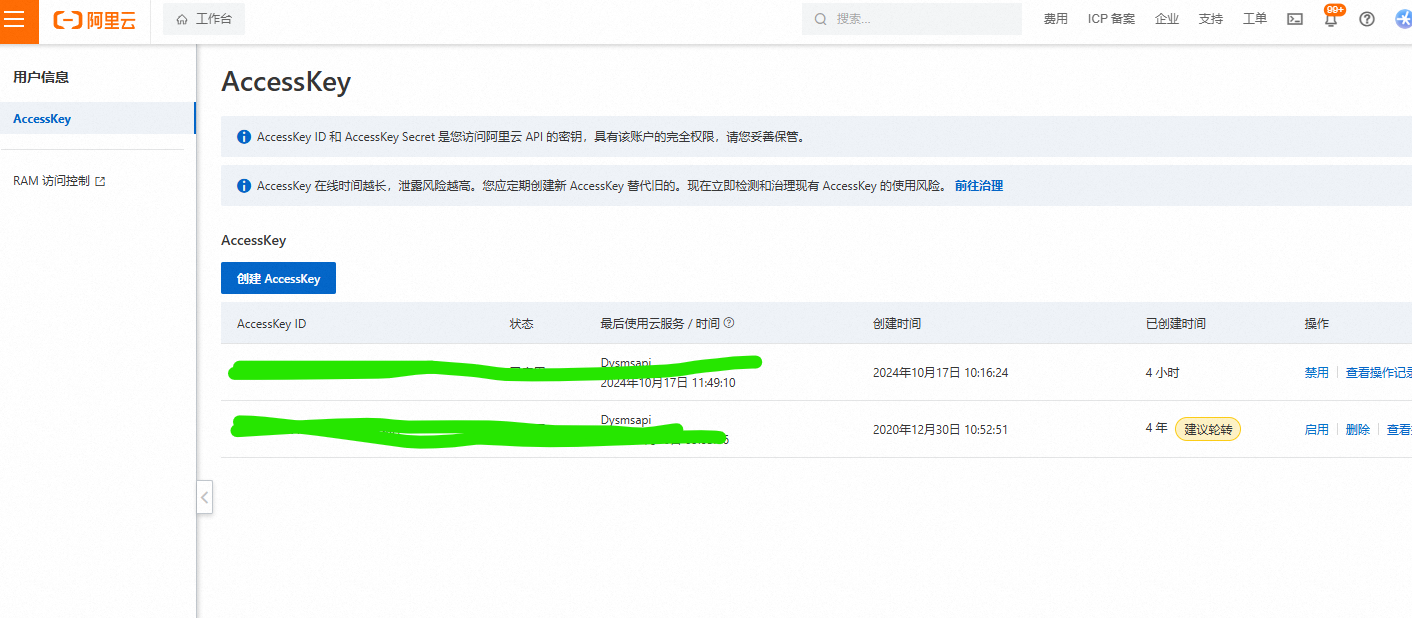 阿里云
工作台
搜索...
费用
ICP 备案
企业
支持
工单
99+
用户信息
AccessKey
RAM 访问控制
AccessKey
AccessKey ID 和 AccessKey Secret 是您访问阿里云 API 的密钥，具有该账户的完全权限，请您妥善保管。
AccessKey 在线时间越长，泄露风险越高。您应定期创建新 AccessKey 替代旧的。现在立即检测和治理现有 AccessKey 的使用风险。 前往治理
AccessKey
创建 AccessKey
AccessKey ID 状态 最后使用云服务 / 时间 创建时间 已创建时间 操作
Dysmsapi
2024年10月17日 11:49:10
2024年10月17日 10:16:24
4 小时
禁用 查看操作记录
Dysmsapi
2020年12月30日 10:52:51
4 年 建议轮转
启用 删除 查看